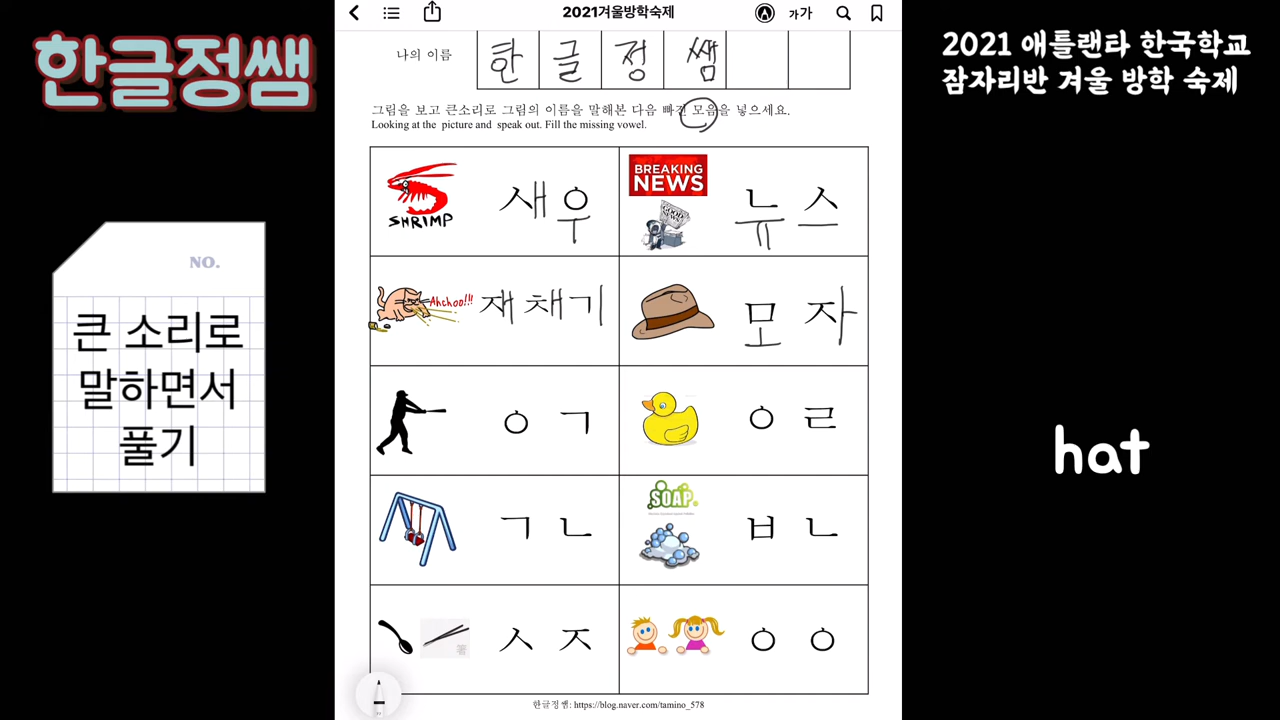 2021겨울방학숙제
가가
한글정쌤
2021 애틀랜타 한국학교
잠자리반 겨울 방학 숙제
나의 이름 한 글 정 쌤
그림을 보고 큰소리로 그림의 이름을 말해본 다음 빠진 모음을 넣으세요.
Looking at the picture and speak out. Fill the missing vowel.
SHRIMP
새우
BREAKING
NEWS
GOOD
NEWS
뉴스
Ahchoo!!!
재채기
모자
ㅇ ㄱ
ㅇ ㄹ
ㄱ ㄴ
SOAP.
ㅂ ㄴ
ㅅ ㅈ
ㅇ ㅇ
NO.
큰 소리로
말하면서
풀기
hat
한글정쌤: https://blog.naver.com/tamino_578